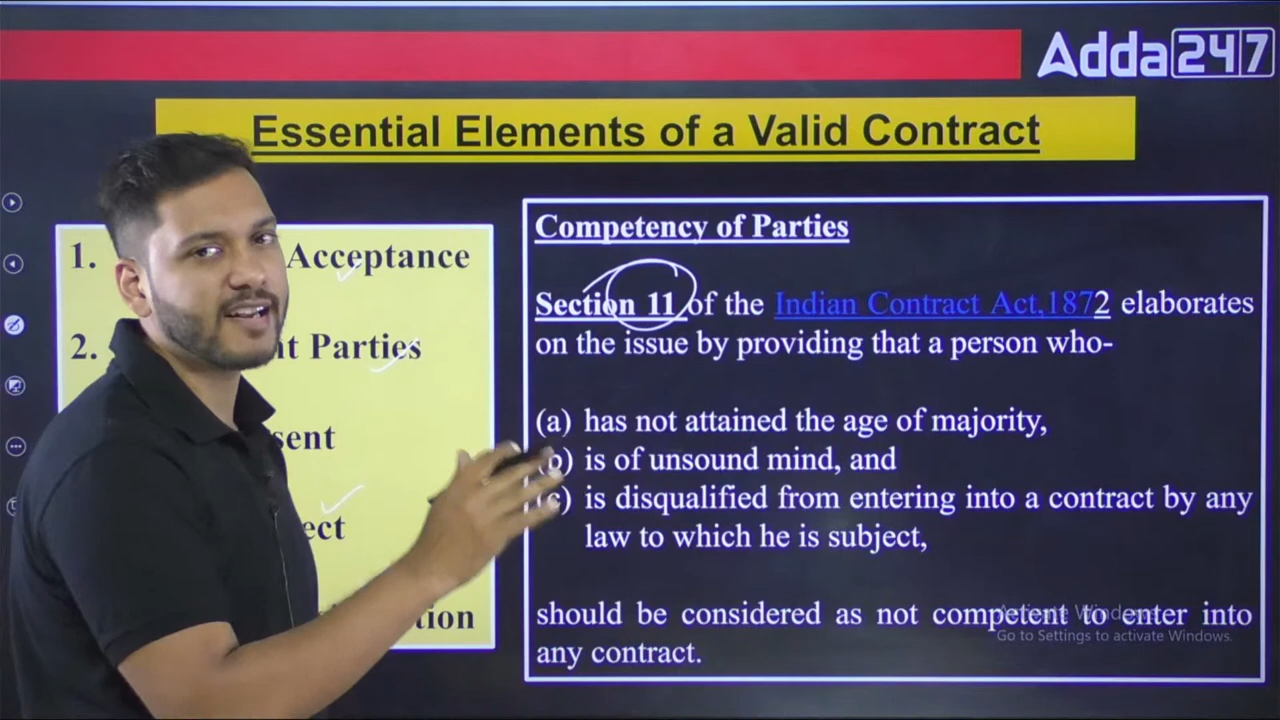 Adda247
Essential Elements of a Valid Contract
1. Acceptance
2. Parties
Competency of Parties
Section 11 of the Indian Contract Act,1872 elaborates
on the issue by providing that a person who-
(a) has not attained the age of majority,
(b) is of unsound mind, and
(c) is disqualified from entering into a contract by any
law to which he is subject,
should be considered as not competent to enter into
any contract.
Activate Windows
Go to Settings to activate Windows.